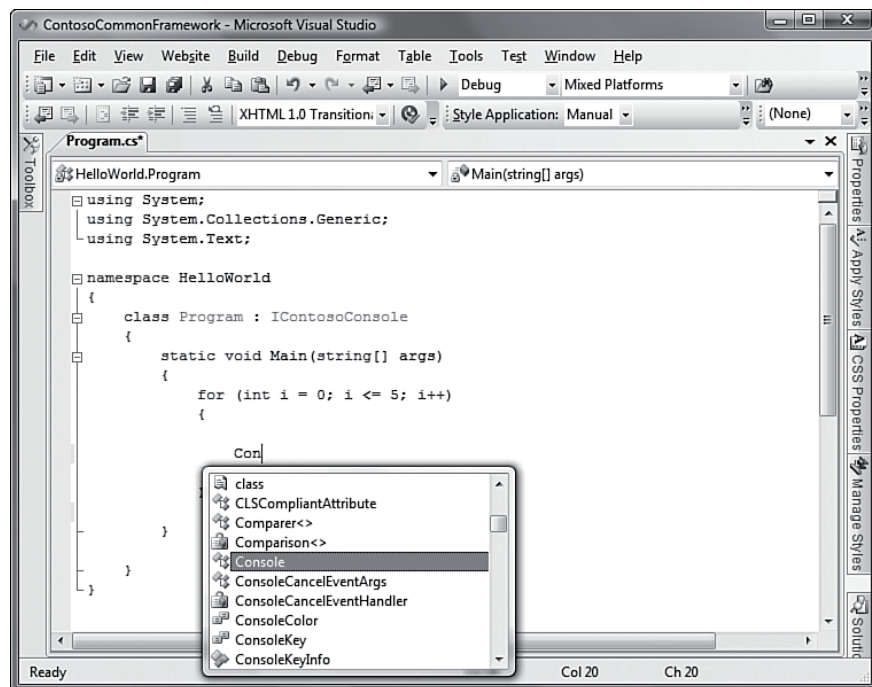 ContosoCommonFramework - Microsoft Visual Studio
File Edit View Website Build Debug Format Table Tools Test Window Help
Debug Mixed Platforms
XHTML 1.0 Transition: Style Application: Manual (None)
Program.cs*
HelloWorld.Program Main(string[] args)
using System;
using System.Collections.Generic;
using System.Text;
namespace HelloWorld
{
class Program : IContosoConsole
{
static void Main(string[] args)
{
for (int i = 0; i <= 5; i++)
{
Con
class
CLSCompliantAttribute
Comparer<>
Comparison<>
Console
ConsoleCancelEventArgs
ConsoleCancelEventHandler
ConsoleColor
ConsoleKey
ConsoleKeyInfo
}
}
}
Toolbox
Properties
Apply Styles
CSS Properties
Manage Styles
Ready Col 20 Ch 20